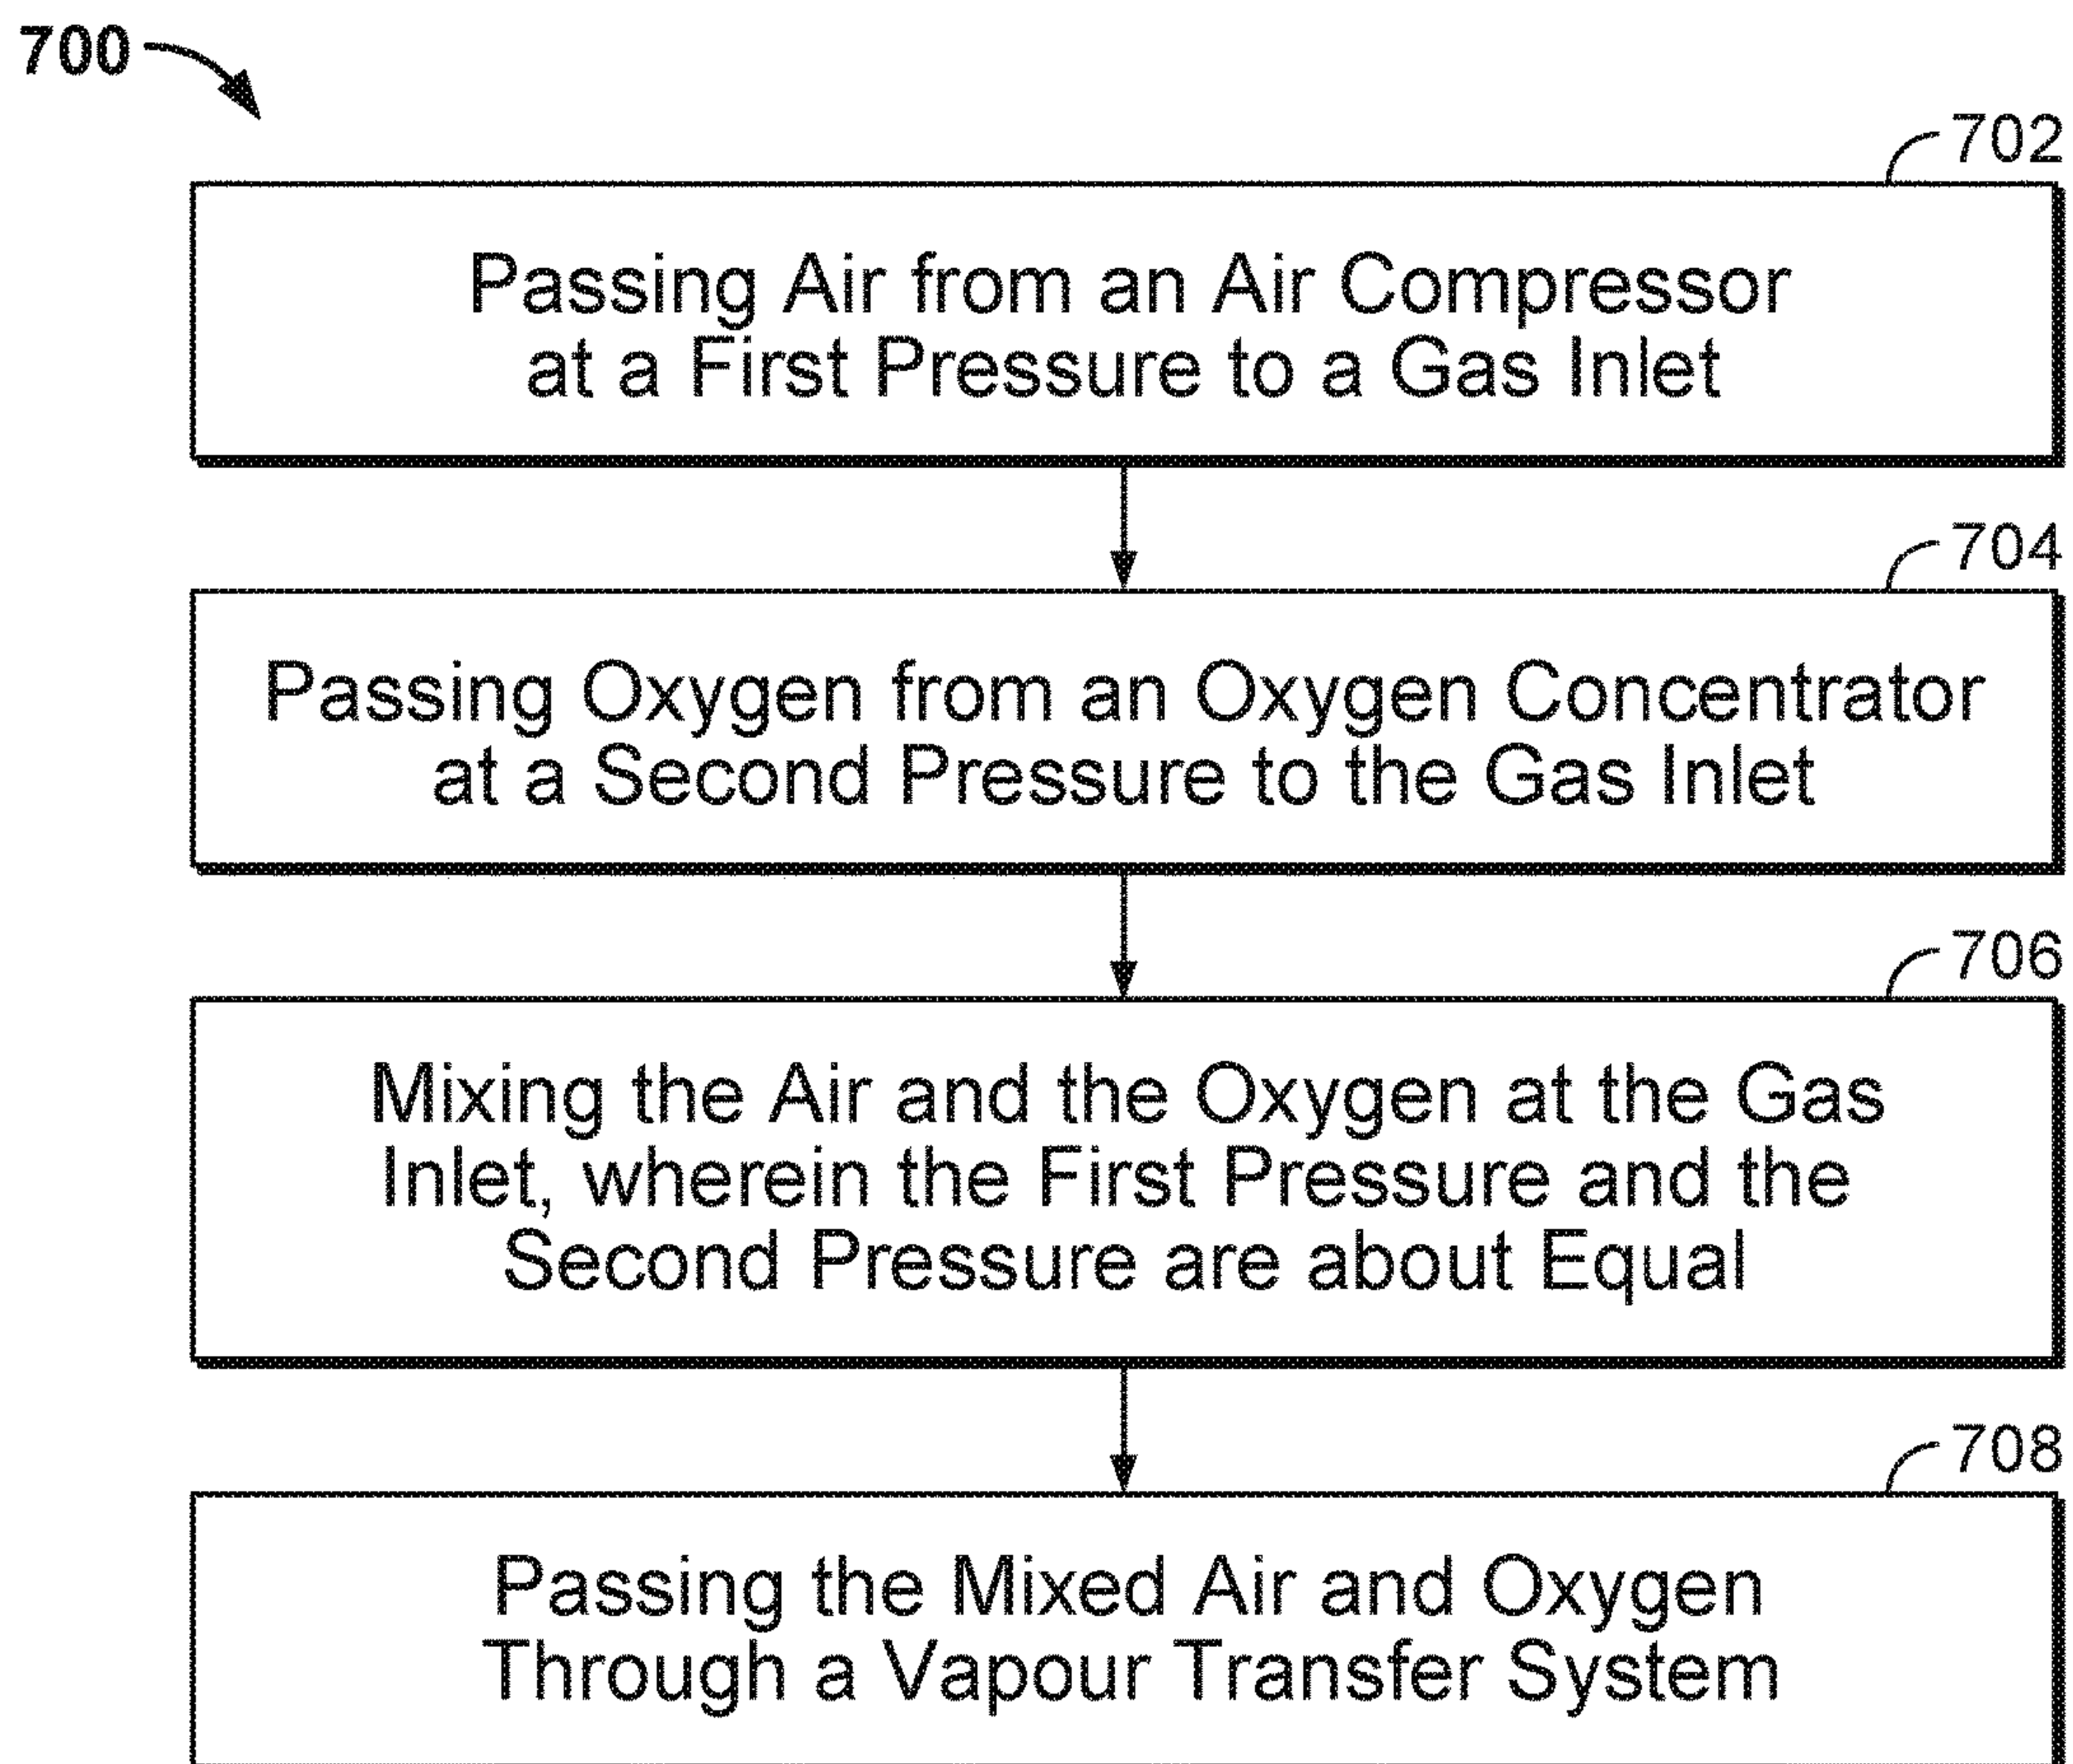 700
702
Passing Air from an Air Compressor
at a First Pressure to a Gas Inlet
704
Passing Oxygen from an Oxygen Concentrator
at a Second Pressure to the Gas Inlet
706
Mixing the Air and the Oxygen at the Gas
Inlet, wherein the First Pressure and the
Second Pressure are about Equal
708
Passing the Mixed Air and Oxygen
Through a Vapour Transfer System